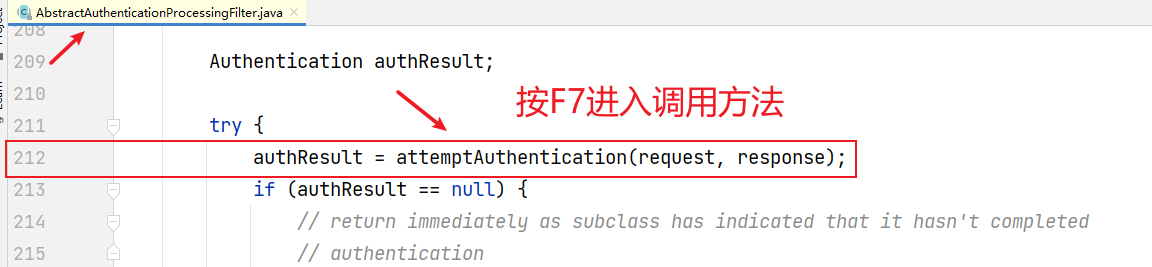 AbstractAuthenticationProcessingFilter.java
208
209 Authentication authResult;
210
按F7进入调用方法
211 try {
212 authResult = attemptAuthentication(request, response);
213 if (authResult == null) {
214 // return immediately as subclass has indicated that it hasn't completed
215 // authentication